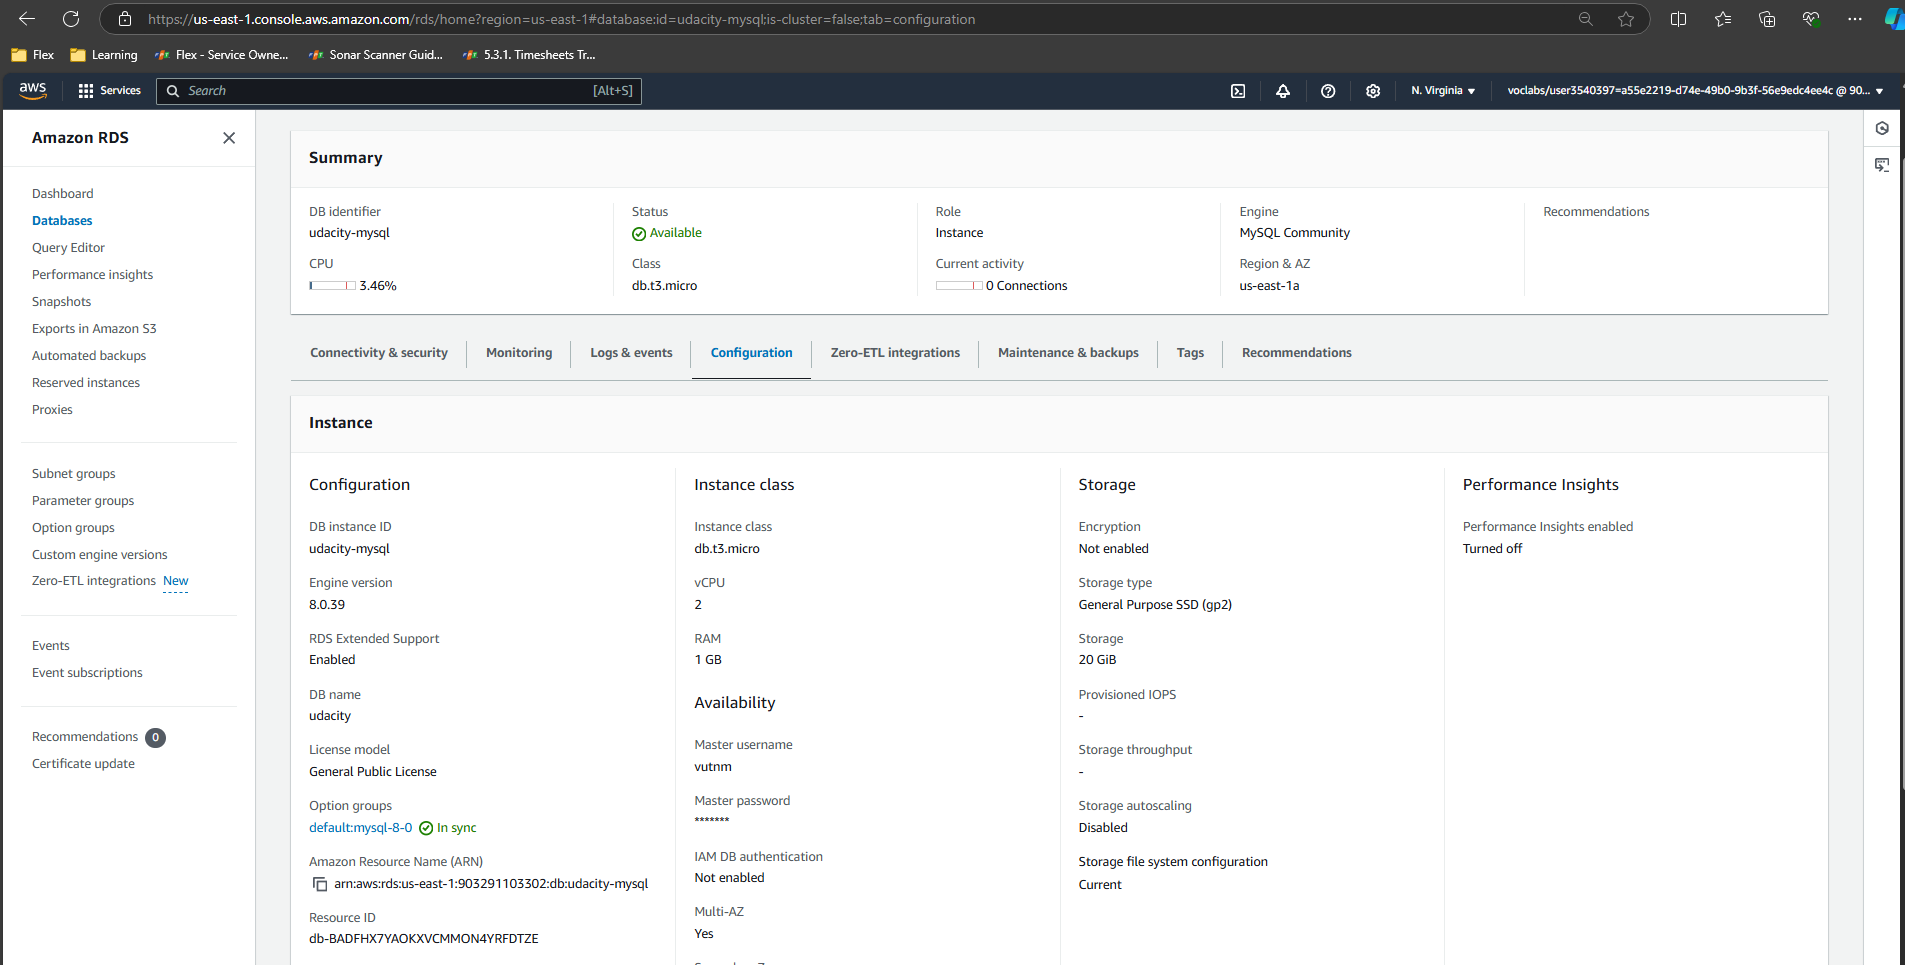 https://us-east-1.console.aws.amazon.com/rds/home?region=us-east-1#database:id=udacity-mysql;is-cluster=false;tab=configuration
Flex
Learning
Flex - Service Owne...
Sonar Scanner Guid...
5.3.1. Timesheets Tr...
aws
Services
Search
[Alt+S]
N. Virginia
voclabs/user3540397=a55e2219-d74e-49b0-9b3f-56e9edc4ee4c @ 90...
Amazon RDS
Dashboard
Databases
Query Editor
Performance insights
Snapshots
Exports in Amazon S3
Automated backups
Reserved instances
Proxies
Subnet groups
Parameter groups
Option groups
Custom engine versions
Zero-ETL integrations New
Events
Event subscriptions
Recommendations 0
Certificate update
Summary
DB identifier
udacity-mysql
CPU
3.46%
Status
Available
Class
db.t3.micro
Role
Instance
Current activity
0 Connections
Engine
MySQL Community
Region & AZ
us-east-1a
Recommendations
Connectivity & security
Monitoring
Logs & events
Configuration
Zero-ETL integrations
Maintenance & backups
Tags
Recommendations
Instance
Configuration
DB instance ID
udacity-mysql
Engine version
8.0.39
RDS Extended Support
Enabled
DB name
udacity
License model
General Public License
Option groups
default:mysql-8-0 In sync
Amazon Resource Name (ARN)
arn:aws:rds:us-east-1:903291103302:db:udacity-mysql
Resource ID
db-BADFHX7YAOKXVCMMON4YRFDTZE
Instance class
Instance class
db.t3.micro
vCPU
2
RAM
1 GB
Availability
Master username
vutnm
Master password
*******
IAM DB authentication
Not enabled
Multi-AZ
Yes
Storage
Encryption
Not enabled
Storage type
General Purpose SSD (gp2)
Storage
20 GiB
Provisioned IOPS
-
Storage throughput
-
Storage autoscaling
Disabled
Storage file system configuration
Current
Performance Insights
Performance Insights enabled
Turned off